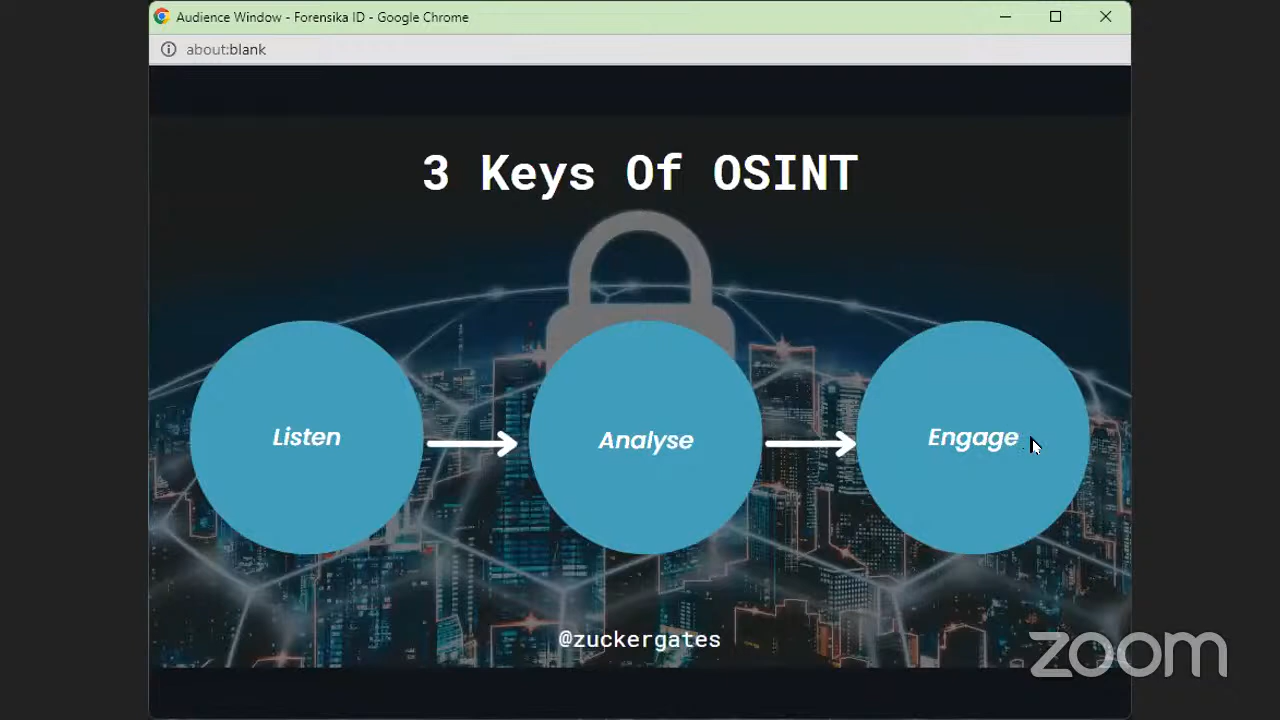 Audience Window - Forensika ID - Google Chrome
about:blank
3 Keys Of OSINT
Listen
Analyse
Engage
@zuckergates
zoom